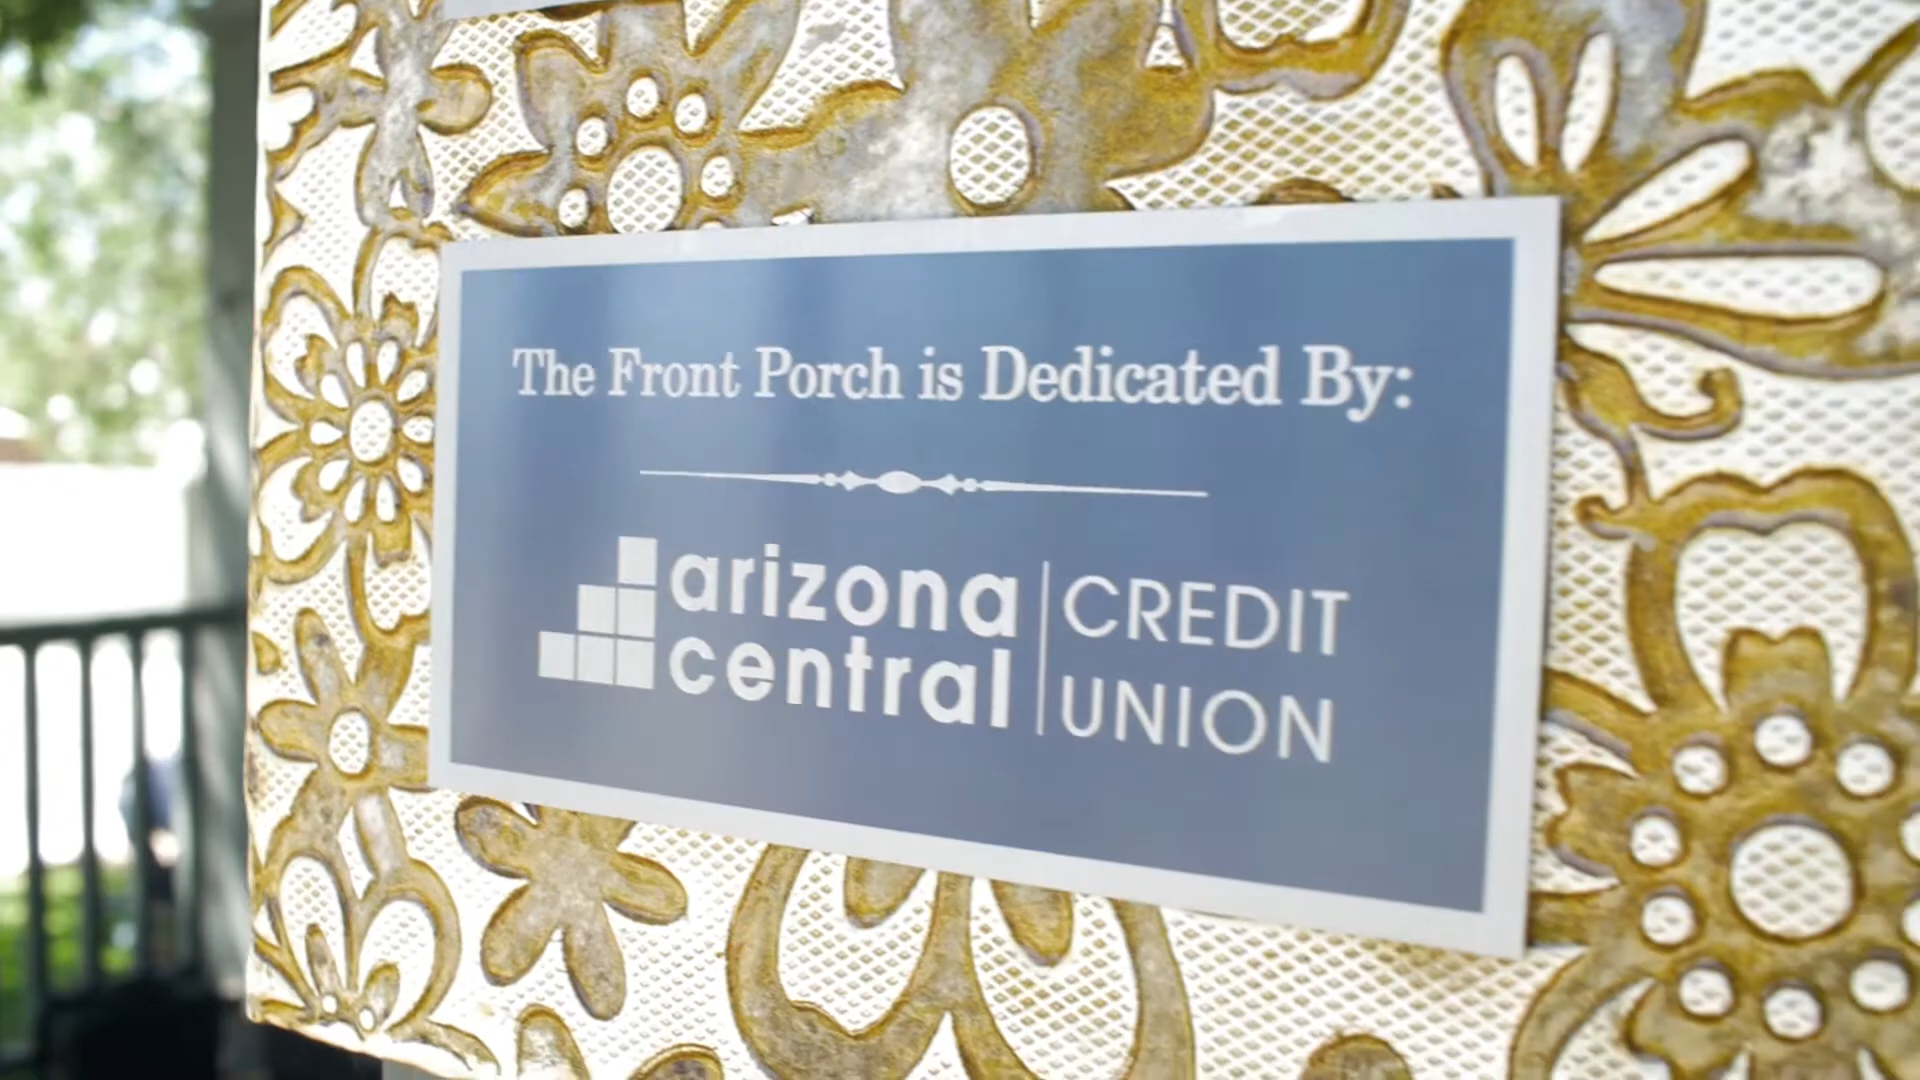 The Front Porch is Dedicated By:
arizona
central
CREDIT
UNION